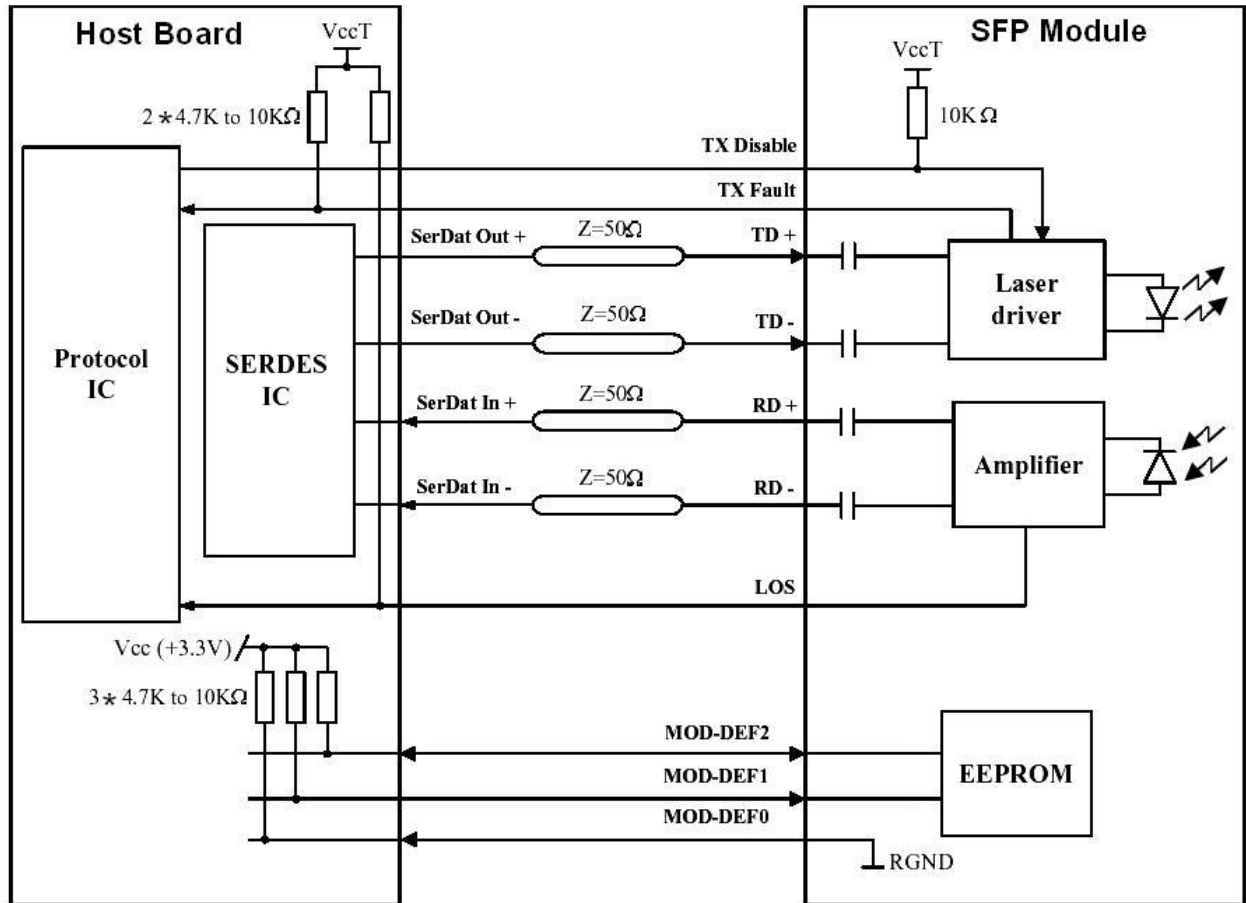 Host Board
SFP Module
VccT
VccT
2*4.7K to 10KΩ
10KΩ
TX Disable
TX Fault
SerDat Out +
Z=50Ω
TD +
Laser driver
SerDat Out -
Z=50Ω
TD -
Protocol IC
SERDES IC
SerDat In +
Z=50Ω
RD +
Amplifier
SerDat In -
Z=50Ω
RD -
LOS
Vcc (+3.3V)
3*4.7K to 10KΩ
MOD-DEF2
MOD-DEF1
EEPROM
MOD-DEF0
RGND